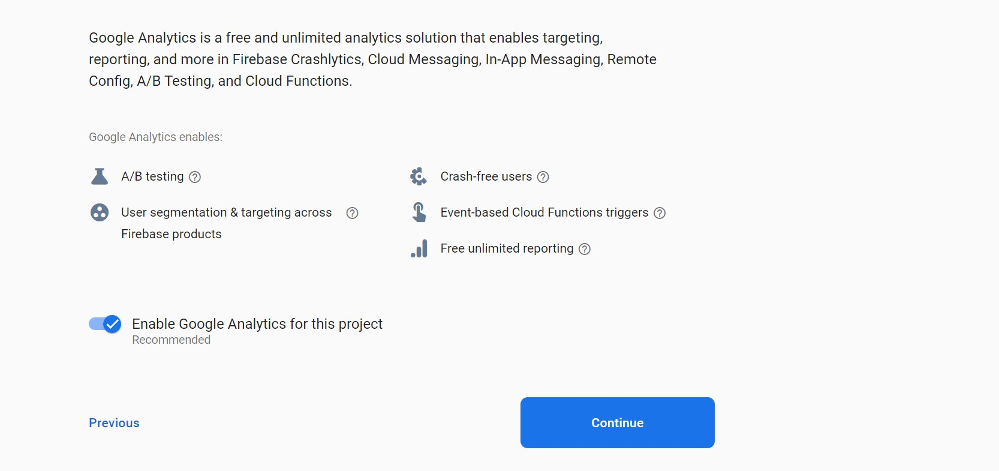 Google Analytics is a free and unlimited analytics solution that enables targeting,
reporting, and more in Firebase Crashlytics, Cloud Messaging, In-App Messaging, Remote
Config, A/B Testing, and Cloud Functions.
Google Analytics enables:
A/B testing
User segmentation & targeting across
Firebase products
Crash-free users
Event-based Cloud Functions triggers
Free unlimited reporting
Enable Google Analytics for this project
Recommended
Previous
Continue